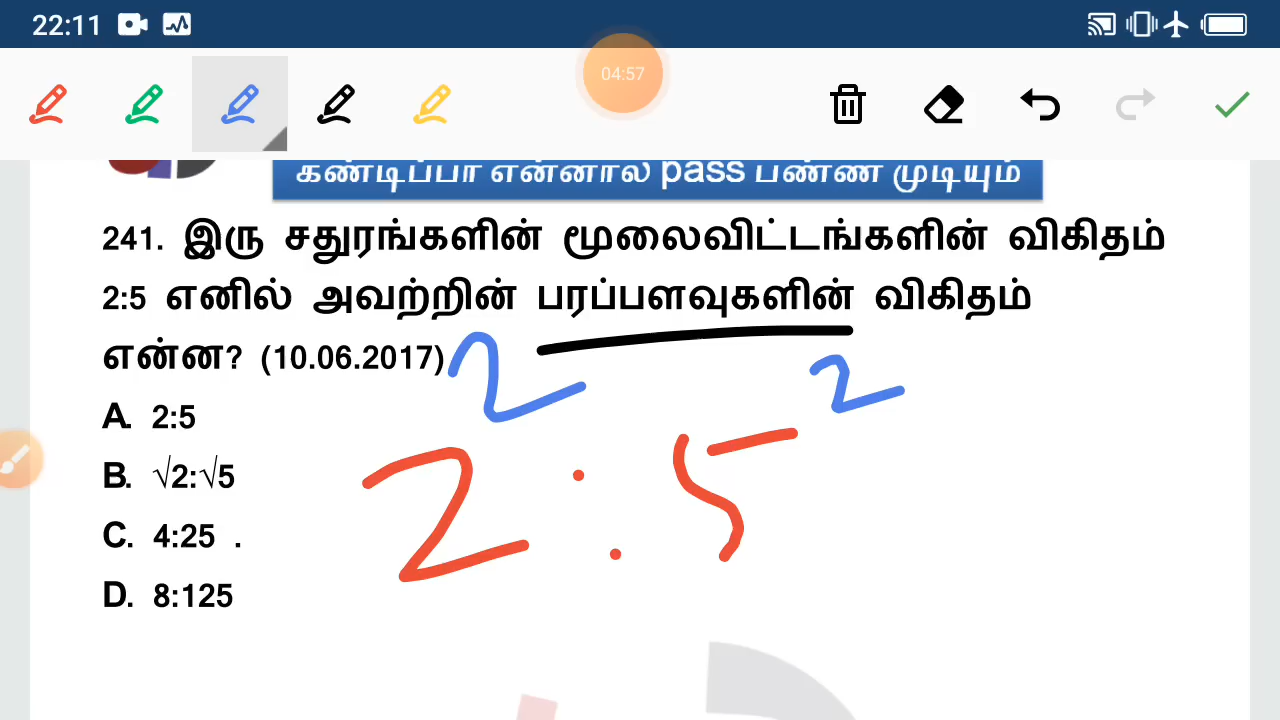 22:11
04:57
கண்டிப்பா என்னால pass பண்ண முடியும்
241. இரு சதுரங்களின் மூலைவிட்டங்களின் விகிதம்
2:5 எனில் அவற்றின் பரப்பளவுகளின் விகிதம்
என்ன? (10.06.2017)
2 2
A. 2:5
2 : 5
B. √2:√5
C. 4:25 .
D. 8:125